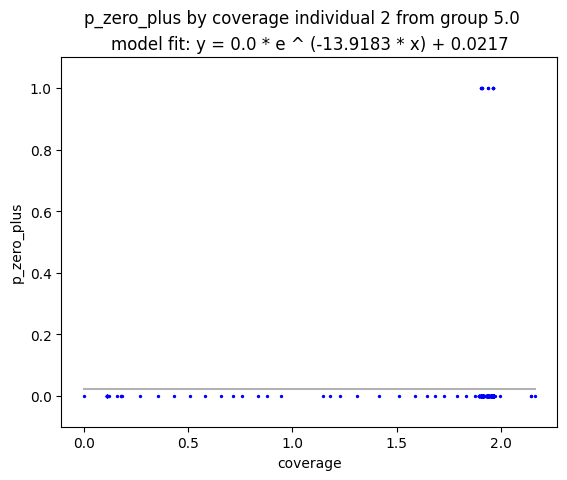 p_zero_plus by coverage individual 2 from group 5.0
model fit: y = 0.0 * e ^ (-13.9183 * x) + 0.0217
1.0
0.8
0.6
0.4
0.2
0.0
p_zero_plus
0.0 0.5 1.0 1.5 2.0
coverage